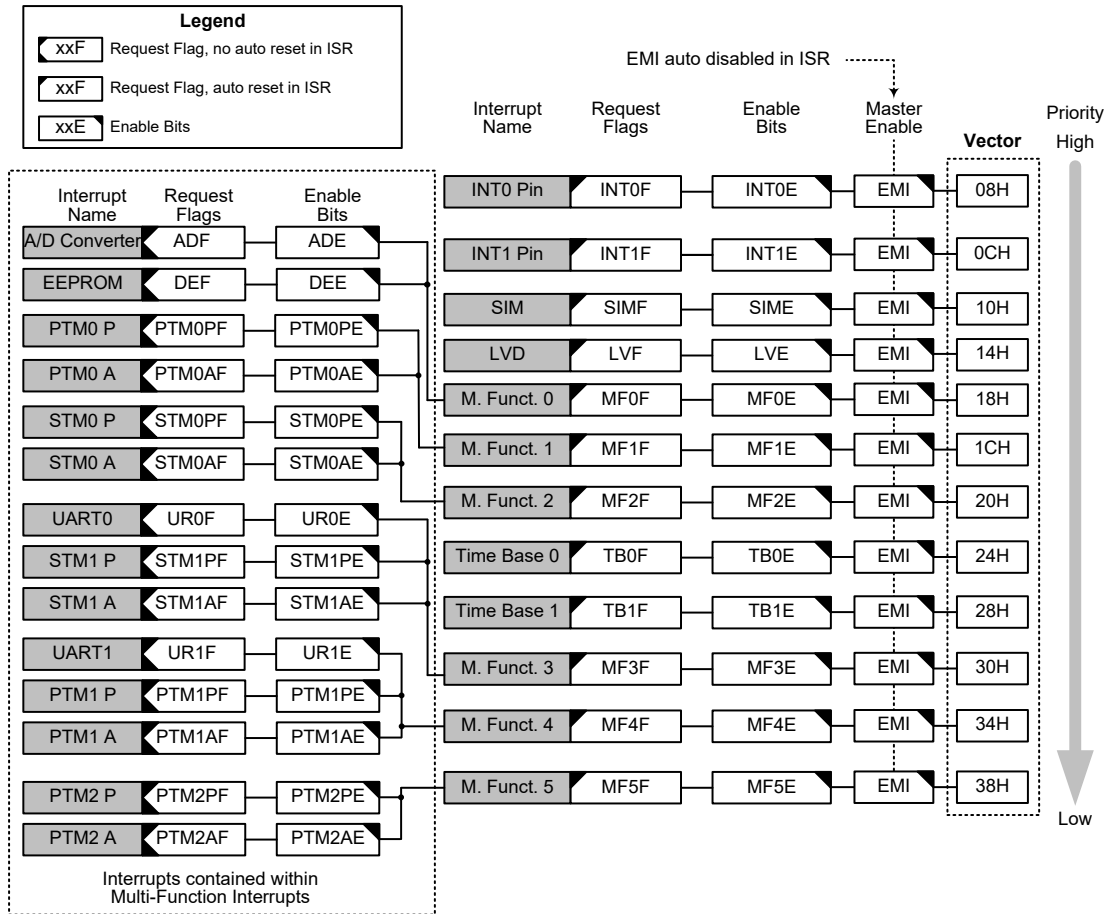 Legend
xxF Request Flag, no auto reset in ISR
xxF Request Flag, auto reset in ISR
xxE Enable Bits
EMI auto disabled in ISR
Interrupt Name Request Flags Enable Bits Master Enable Vector
Priority
High
INT0 Pin INT0F INT0E EMI 08H
INT1 Pin INT1F INT1E EMI 0CH
SIM SIMF SIME EMI 10H
LVD LVF LVE EMI 14H
M. Funct. 0 MF0F MF0E EMI 18H
M. Funct. 1 MF1F MF1E EMI 1CH
M. Funct. 2 MF2F MF2E EMI 20H
Time Base 0 TB0F TB0E EMI 24H
Time Base 1 TB1F TB1E EMI 28H
M. Funct. 3 MF3F MF3E EMI 30H
M. Funct. 4 MF4F MF4E EMI 34H
M. Funct. 5 MF5F MF5E EMI 38H
Low
Interrupt Name Request Flags Enable Bits
A/D Converter ADF ADE
EEPROM DEF DEE
PTM0 P PTM0PF PTM0PE
PTM0 A PTM0AF PTM0AE
STM0 P STM0PF STM0PE
STM0 A STM0AF STM0AE
UART0 UR0F UR0E
STM1 P STM1PF STM1PE
STM1 A STM1AF STM1AE
UART1 UR1F UR1E
PTM1 P PTM1PF PTM1PE
PTM1 A PTM1AF PTM1AE
PTM2 P PTM2PF PTM2PE
PTM2 A PTM2AF PTM2AE
Interrupts contained within
Multi-Function Interrupts